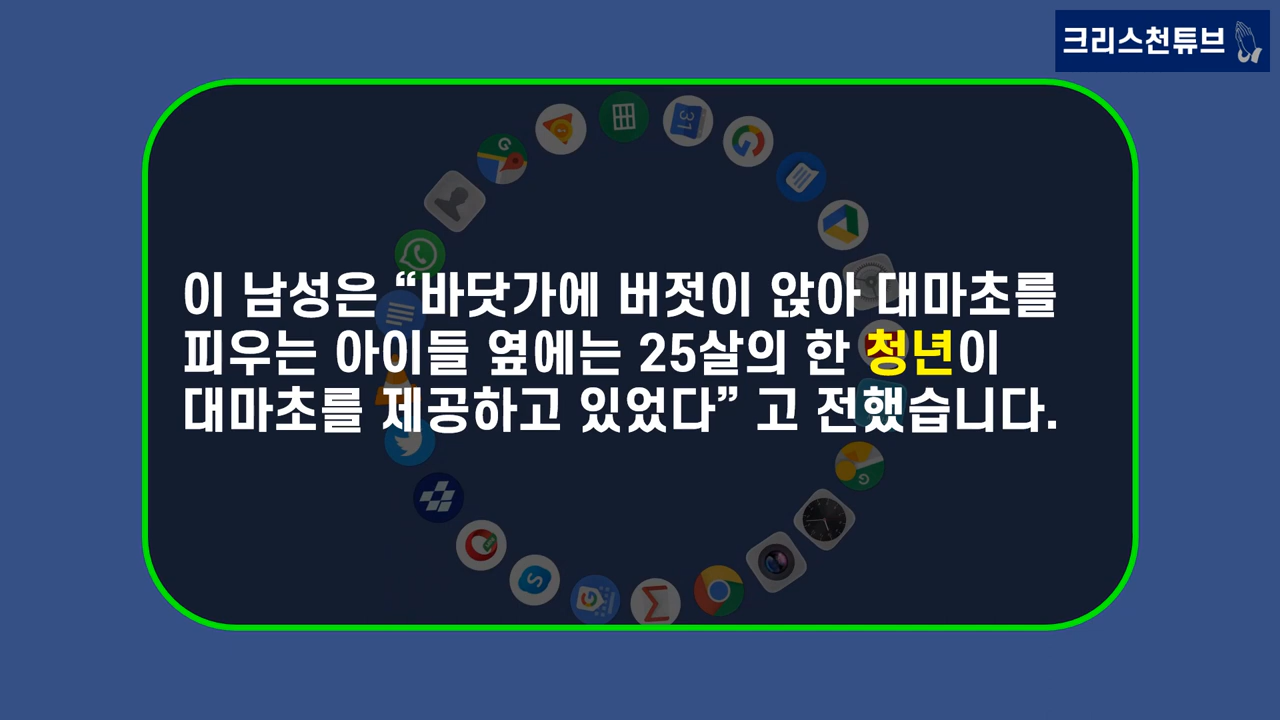 크리스천튜브
이 남성은 “바닷가에 버젓이 앉아 대마초를
피우는 아이들 옆에는 25살의 한 청년이
대마초를 제공하고 있었다” 고 전했습니다.
31